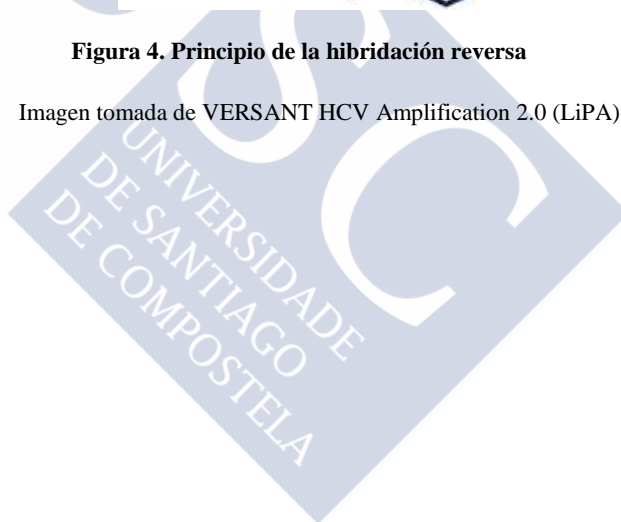 Figura 4. Principio de la hibridación reversa
Imagen tomada de VERSANT HCV Amplification 2.0 (LiPA)
SC
UNIVERSIDADE
DE SANTIAGO
DE COMPOSTELA